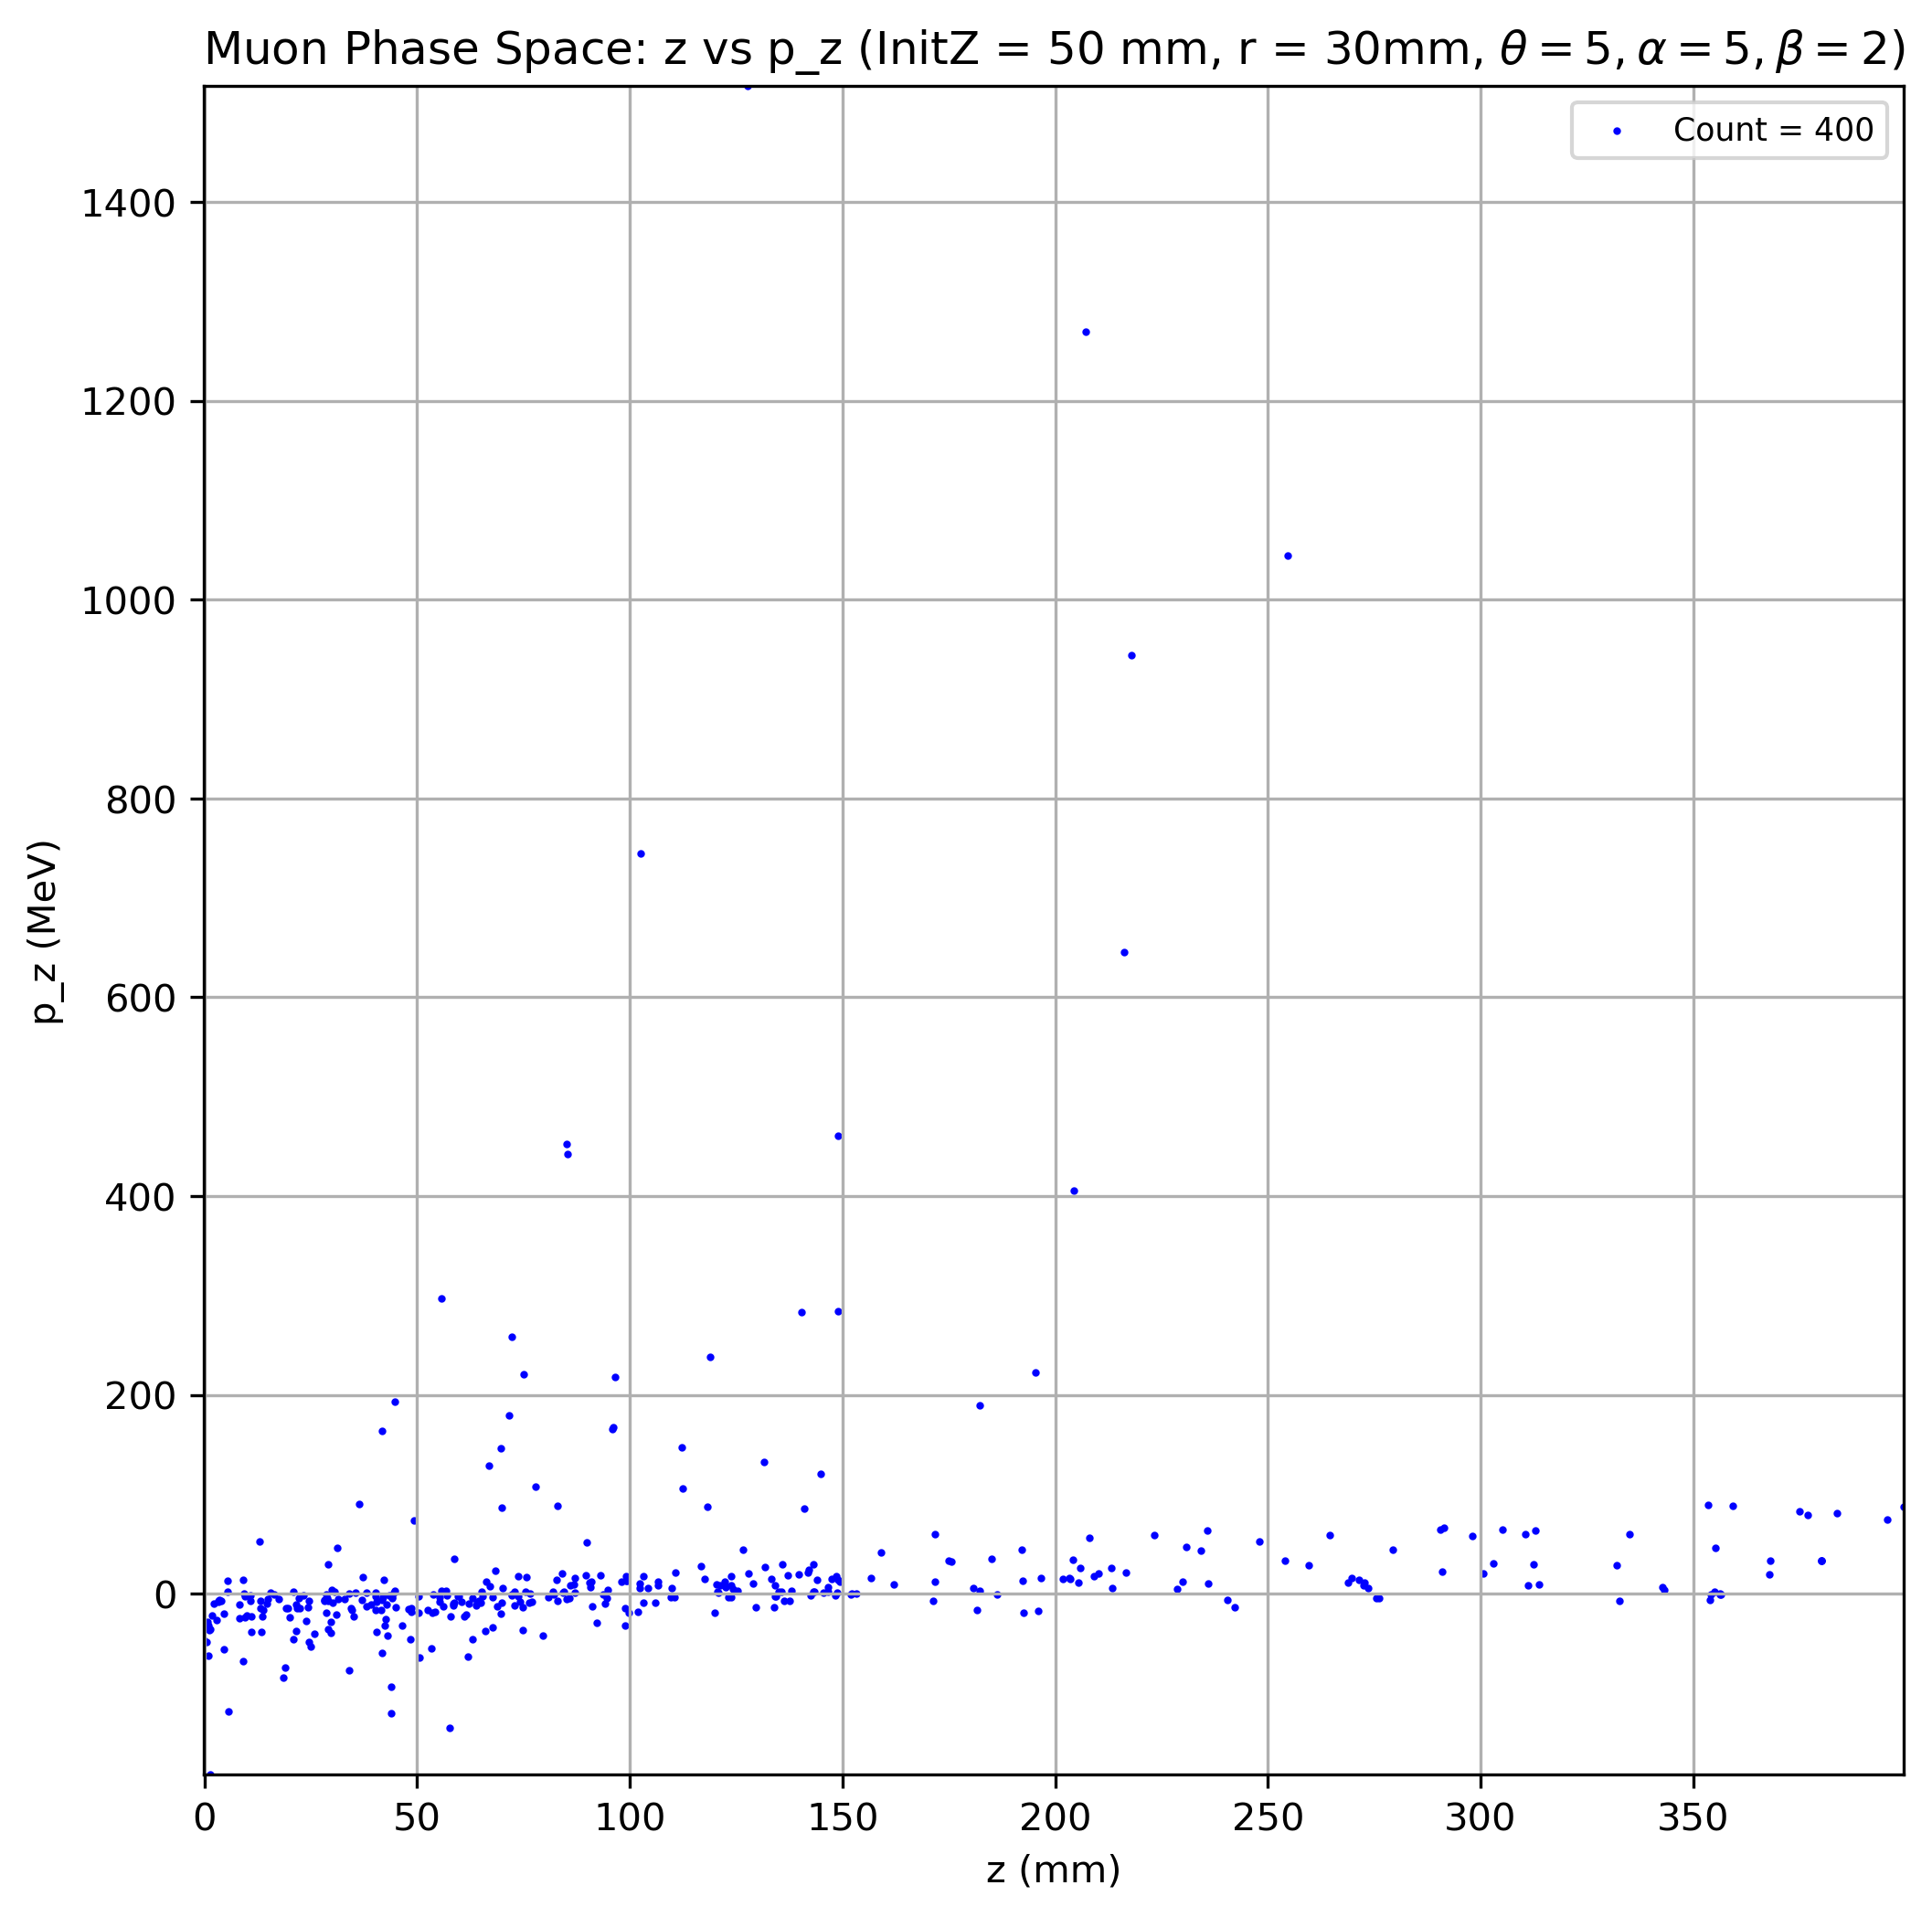 Muon Phase Space: z vs p_z (InitZ = 50 mm, r = 30mm, θ = 5, α = 5, β = 2)
Count = 400
1400
1200
1000
800
600
400
200
0
p_z (MeV)
0 50 100 150 200 250 300 350
z (mm)